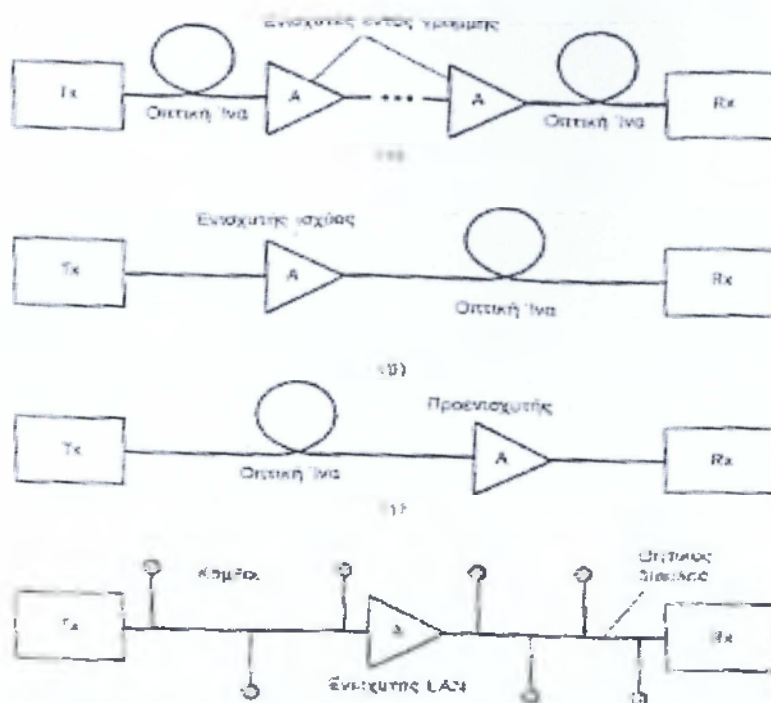 Ενισχυτές εντός γραμμής
Tx
A
A
Rx
Οπτική Ίνα
Οπτική Ίνα
(α)
Ενισχυτής ισχύος
Tx
A
Rx
Οπτική Ίνα
(β)
Προενισχυτής
Tx
A
Rx
Οπτική Ίνα
Κόμβοι
Οπτικός
Δίαυλος
Tx
A
Rx
Ενισχυτής LAN